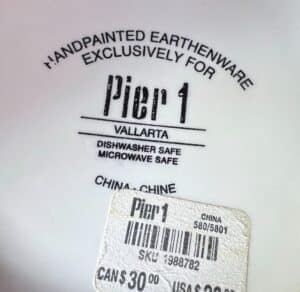 HANDPAINTED EARTHENWARE
EXCLUSIVELY FOR
Pier 1
VALLARTA
DISHWASHER SAFE
MICROWAVE SAFE
CHINA-CHINE
Pier 1
CHINA
580/5801
SKU 1988782
CAN$30.00
USA$